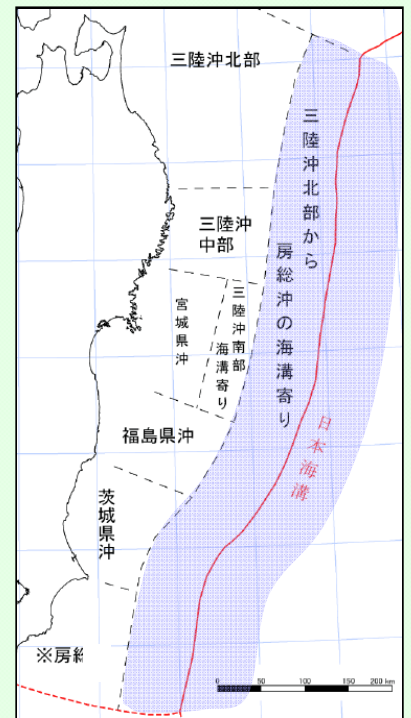 三陸沖北部
三陸沖北部から
房総沖の海溝寄り
三陸沖
中部
宮城県沖
三陸沖南部
海溝寄り
福島県沖
日本海溝
茨城県沖
※房総
0 50 100 150 200 km